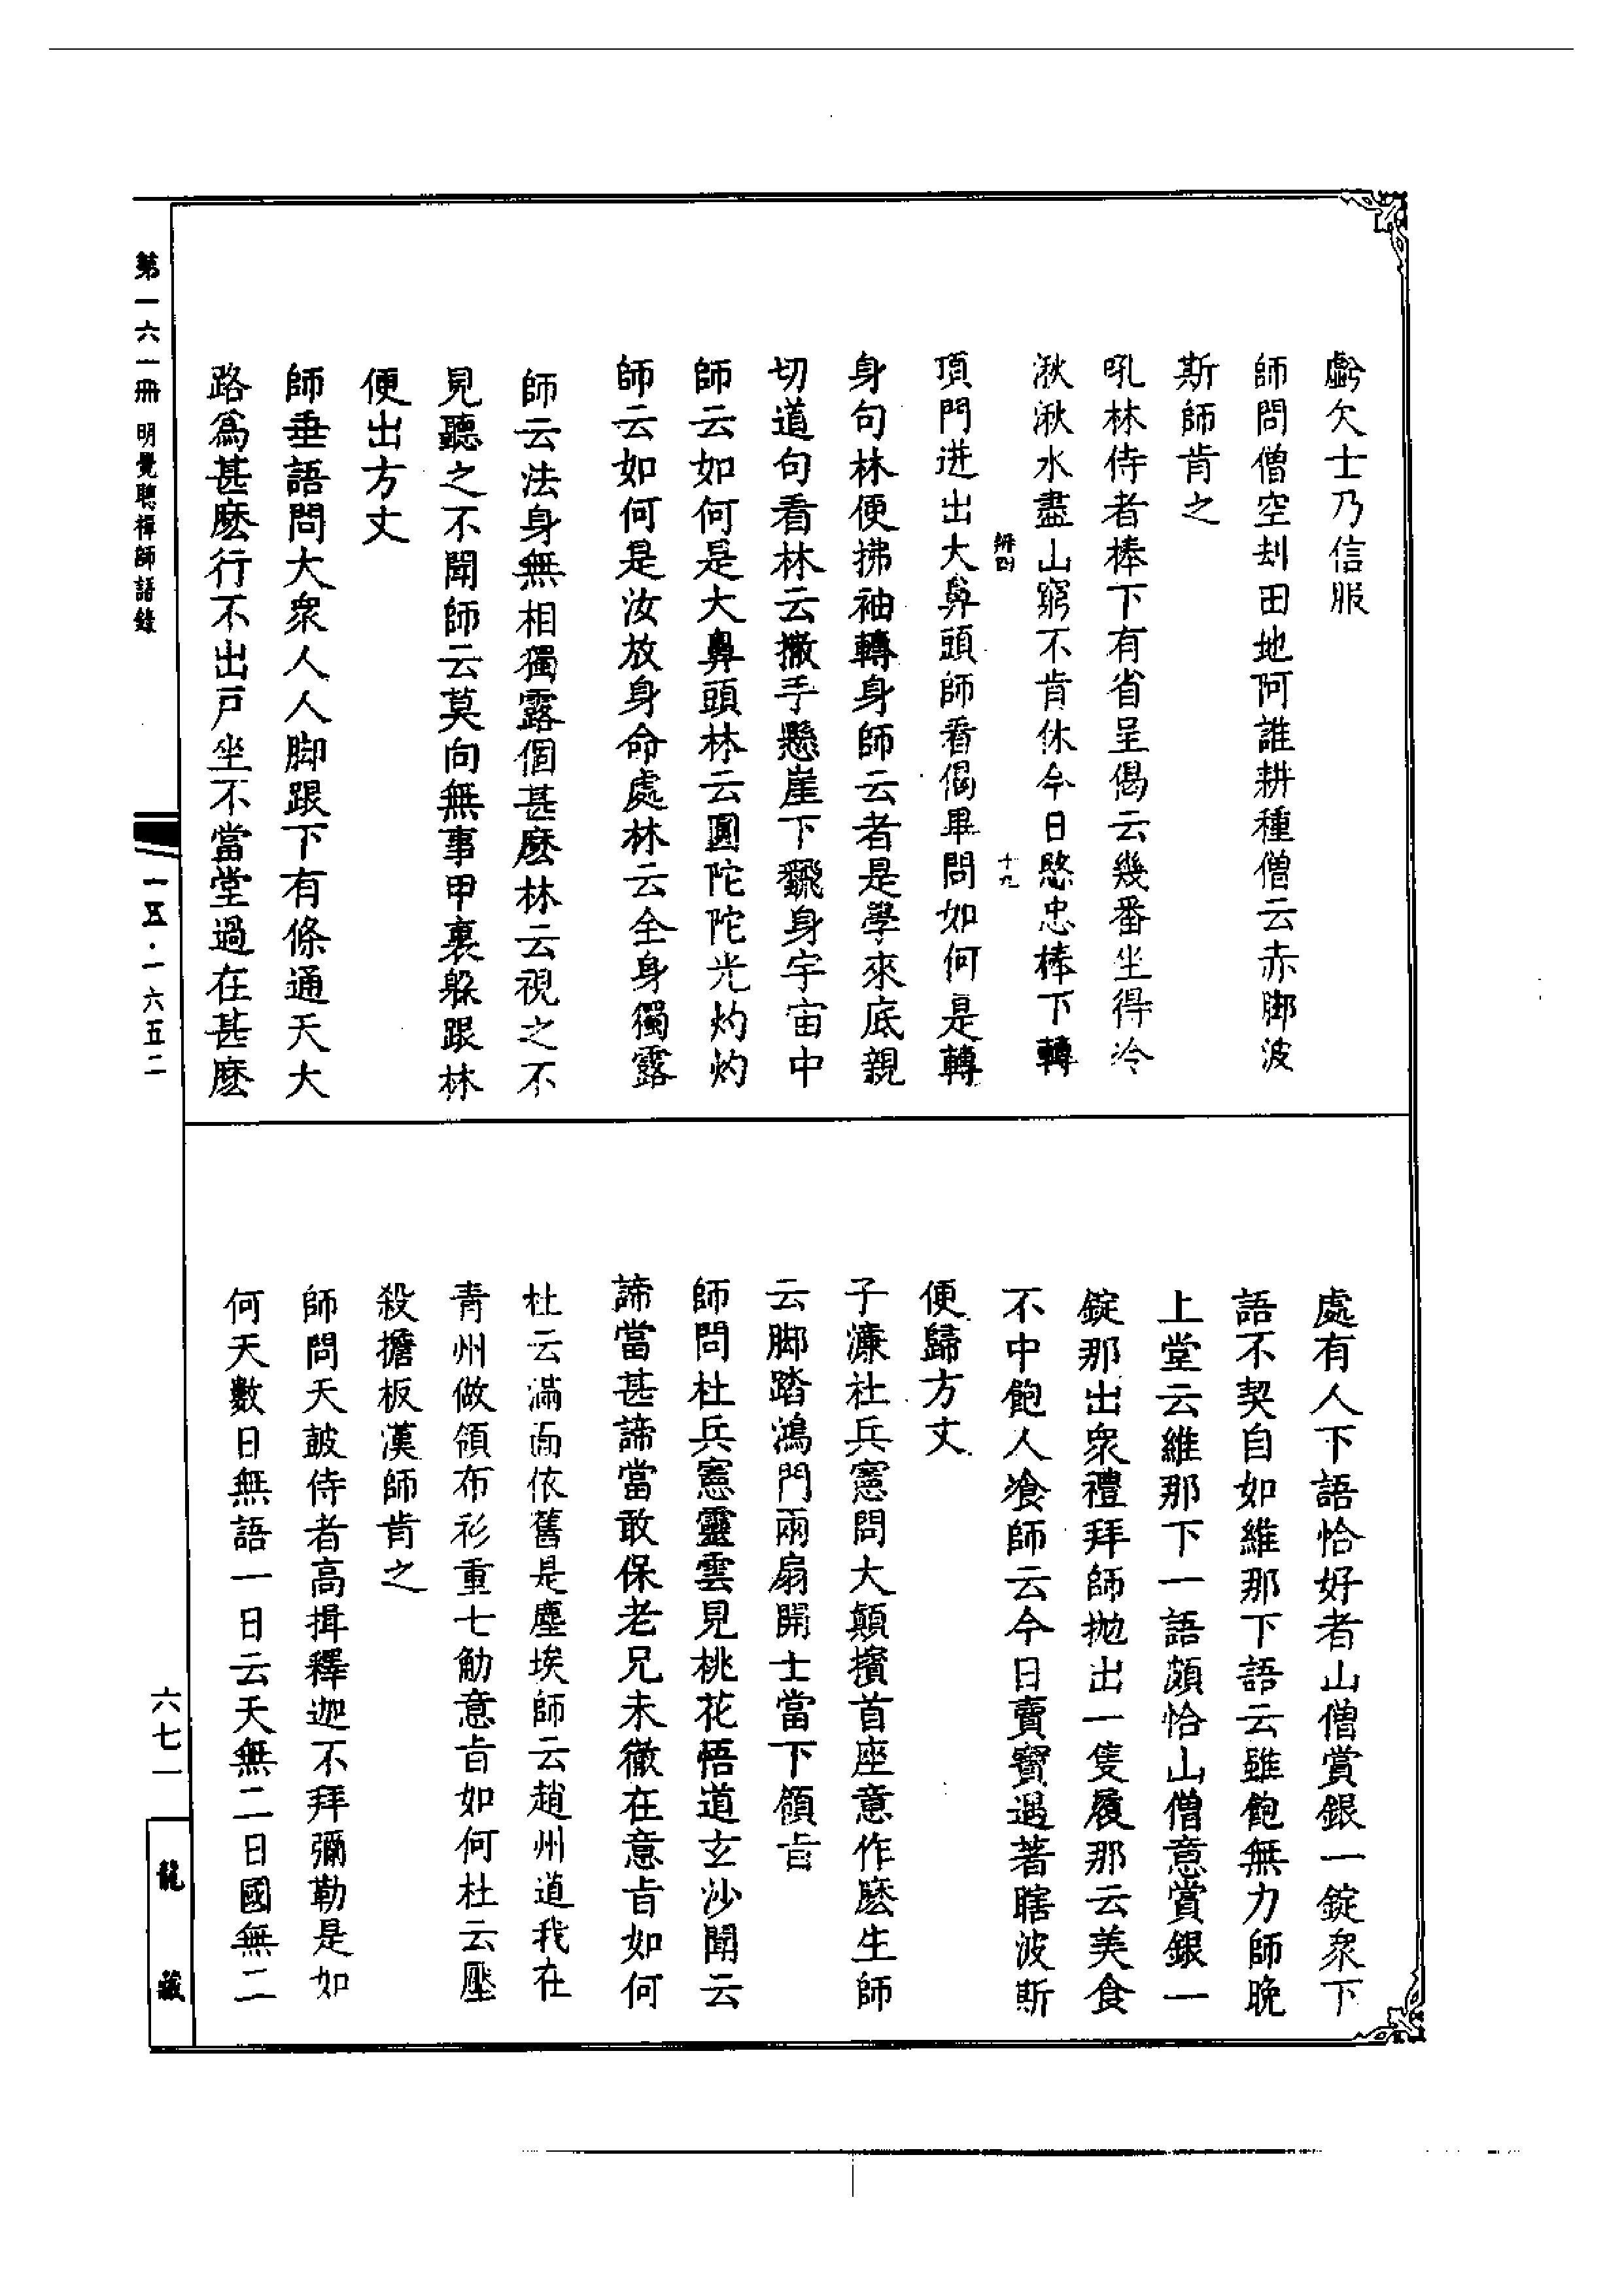 虧欠士乃信服
師問僧空刦田地阿誰耕種僧云赤脚波
斯師肯之
吼林侍者棒下有省呈偈云幾番坐得冷
湫湫水盡山窮不肯休今日愍忠棒下轉
頂門迸出大鼻頭師看偈畢問如何是轉
身句林便拂袖轉身師云者是學來底親
切道句看林云撒手懸崖下飜身宇宙中
師云如何是大鼻頭林云圓陀陀光灼灼
師云如何是汝放身命處林云全身獨露
師云法身無相獨露個甚麽林云視之不
見聽之不聞師云莫向無事甲裏躱跟林
便出方丈
師垂語問大衆人人脚跟下有條通天大
路爲甚麽行不出戸坐不當堂過在甚麽
處有人下語恰好者山僧賞銀一錠衆下
語不契自如維那下語云雖飽無力師晚
上堂云維那下一語頗恰山僧意賞銀一
錠那出衆禮拜師拋出一隻履那云美食
不中飽人飡師云今日賣寶遇著瞎波斯
便歸方丈
子濂社兵憲問大顛擯首座意作麽生師
云脚踏鴻門兩扇開士當下領旨
師問杜兵憲靈雲見桃花悟道玄沙聞云
諦當甚諦當敢保老兄未徹在意旨如何
杜云滿面依舊是塵埃師云趙州道我在
青州做領布衫重七觔意旨如何杜云壓
殺擔板漢師肯之
師問天鼓侍者高揖釋迦不拜彌勒是如
何天數日無語一日云天無二日國無二
第一六一冊 明覺聰禪師語錄
一五五·一六五二
六七一
龍藏
辨四
十九